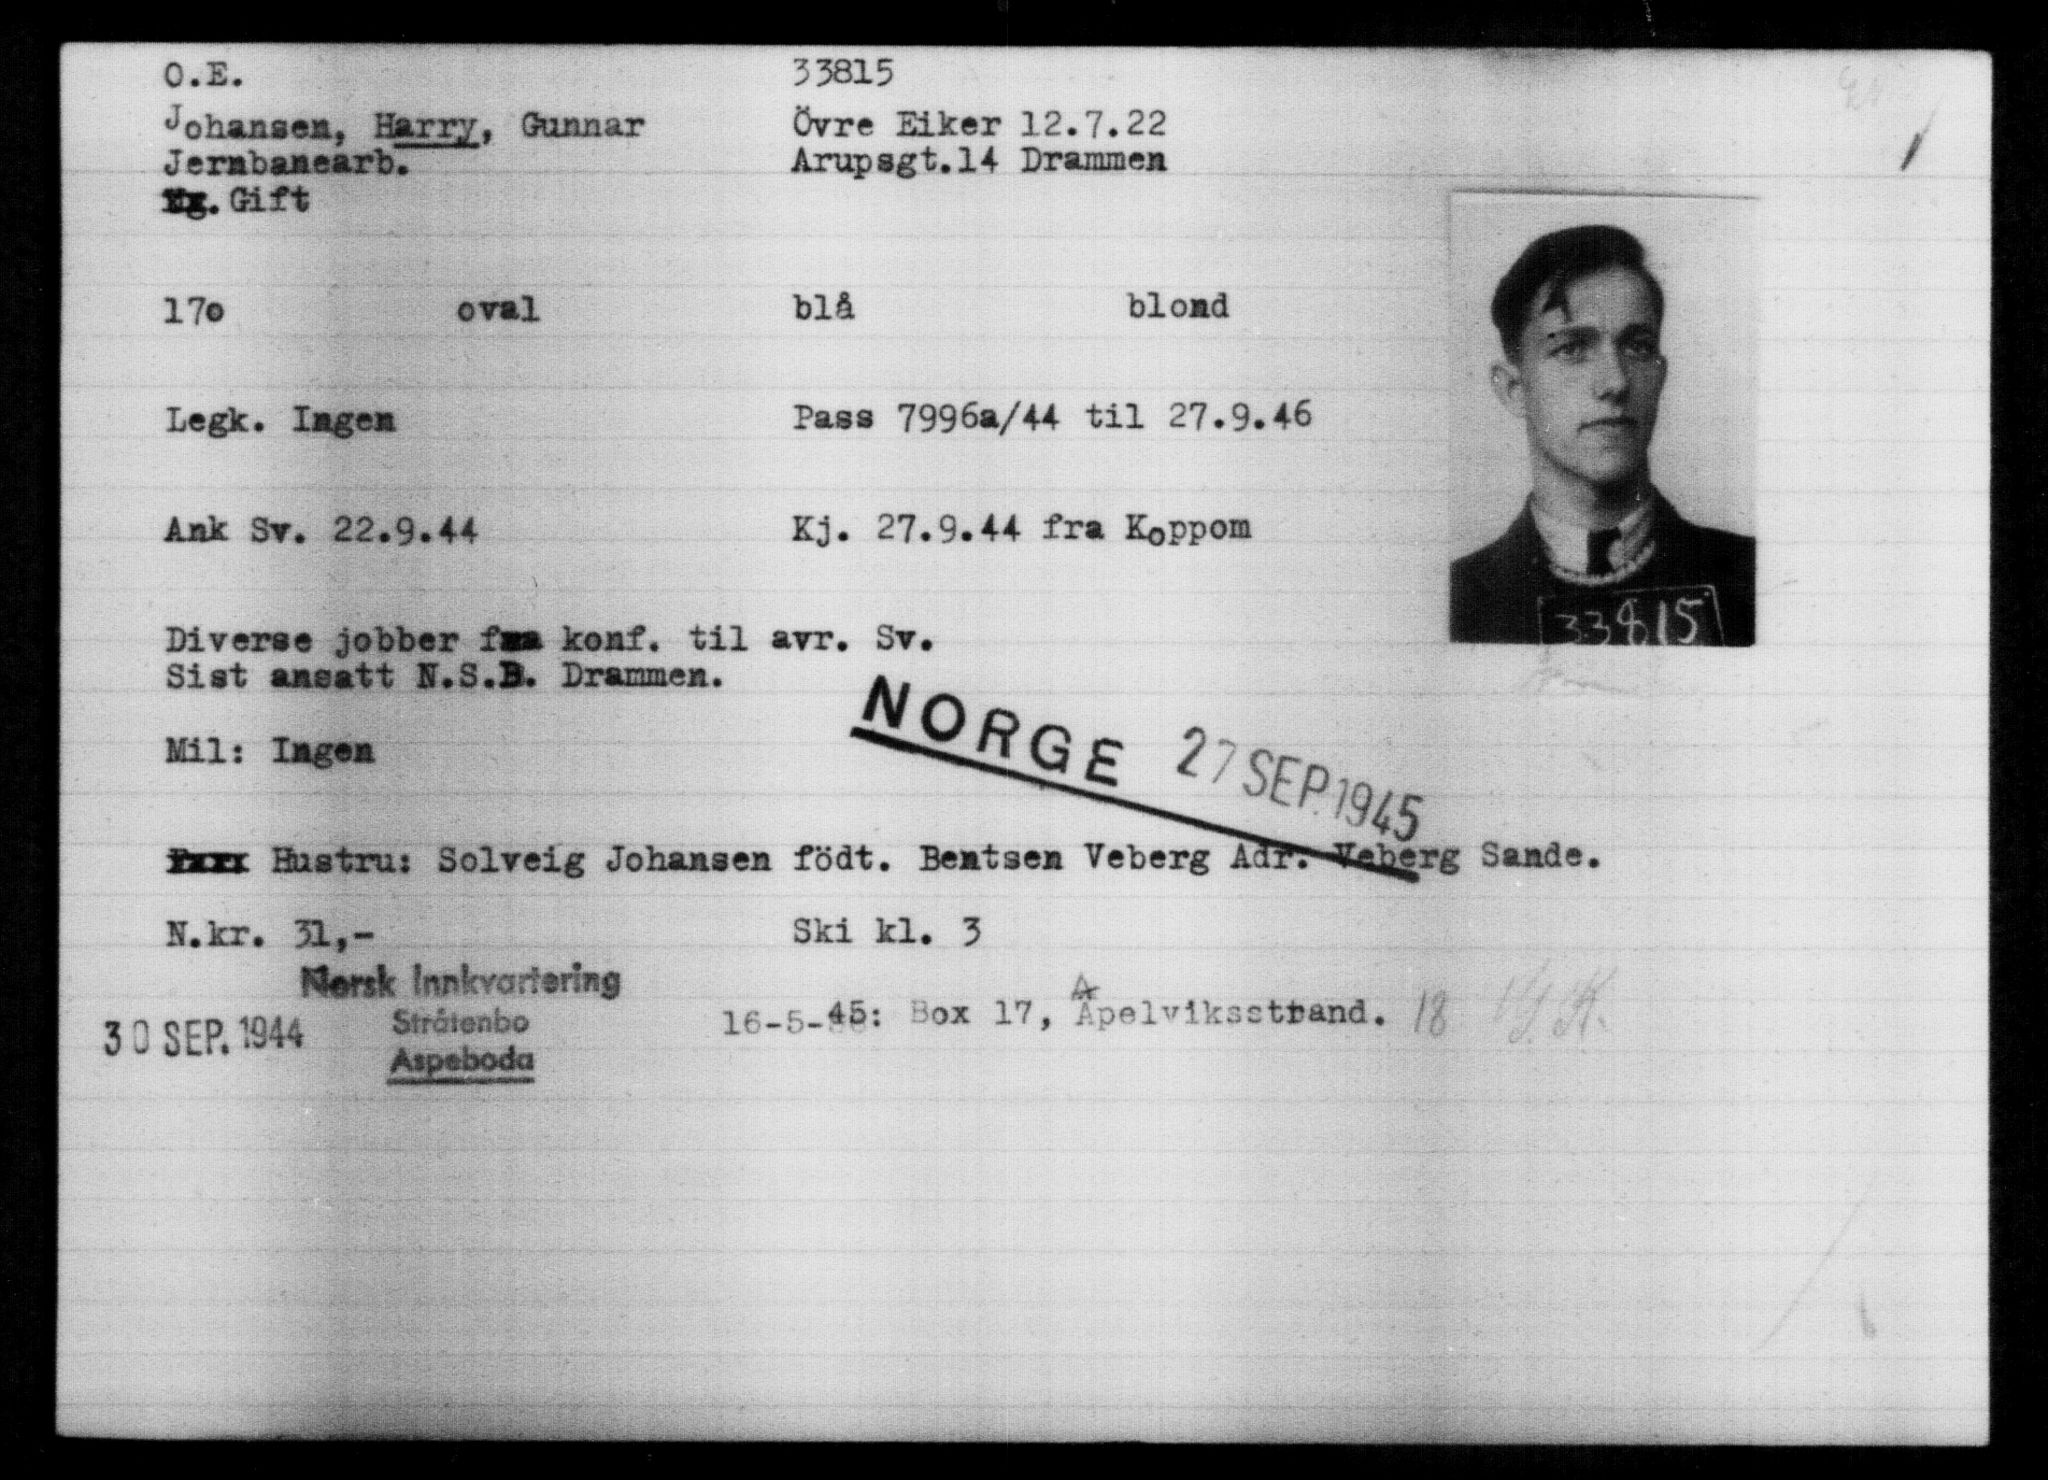 O.E. 33815
Johansen, Harry, Gunnar Övre Eiker 12.7.22
Jernbanearb. Arupsgt.14 Drammen
Gift
170 oval blå blond
Legk. Ingen Pass 7996a/44 til 27.9.46
Ank Sv. 22.9.44 Kj. 27.9.44 fra Koppom
33815
Diverse jobber fra konf. til avr. Sv.
Sist ansatt N.S.B. Drammen.
NORGE 27 SEP. 1945
Mil: Ingen
Hustru: Solveig Johansen födt. Bentsen Veberg Adr. Veberg Sande.
N.kr. 31,- Ski kl. 3
Norsk Innkvartering
30 SEP. 1944 Stråtenbo
Aspeboda
16-5-45: Box 17, Apelviksstrand. 18